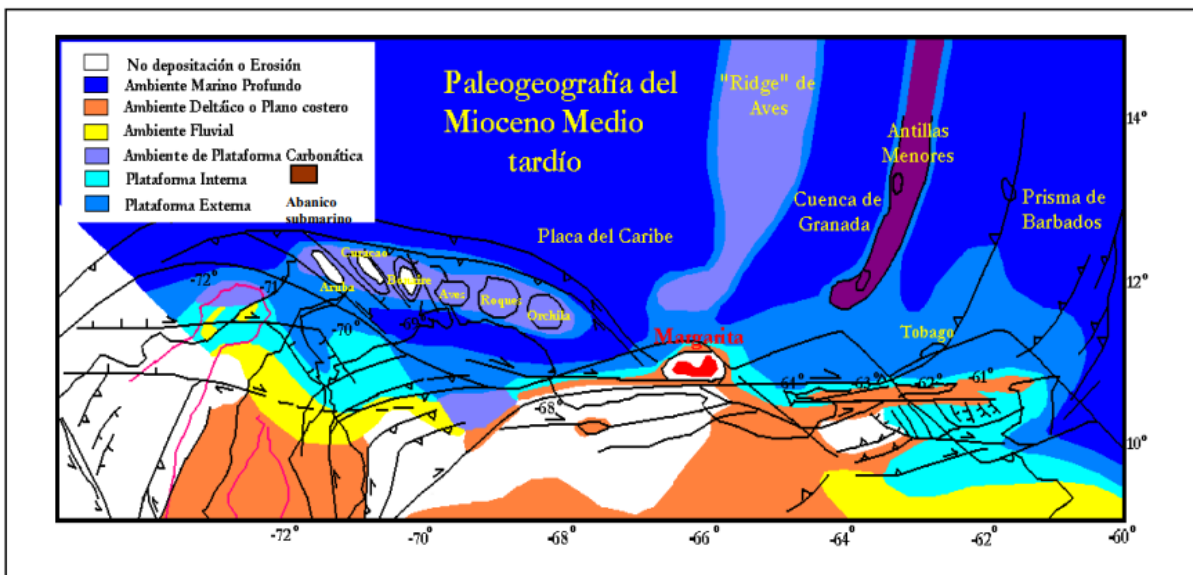 No depositación o Erosión
Ambiente Marino Profundo
Ambiente Deltáico o Plano costero
Ambiente Fluvial
Ambiente de Plataforma Carbonática
Plataforma Interna
Plataforma Externa
Abanico
submarino
Paleogeografía del
Mioceno Medio
tardío
"Ridge" de
Aves
Antillas
Menores
Cuenca de
Granada
Prisma de
Barbados
Placa del Caribe
Curacao
Aruba
Bonaire
Aves
Roques
Orchila
Margarita
Tobago
-72°
-71
-70°
-69°
-68°
-64°
-63°
-62°
-61°
14°
12°
10°
-72°
-70°
-68°
-66°
-64°
-62°
-60°